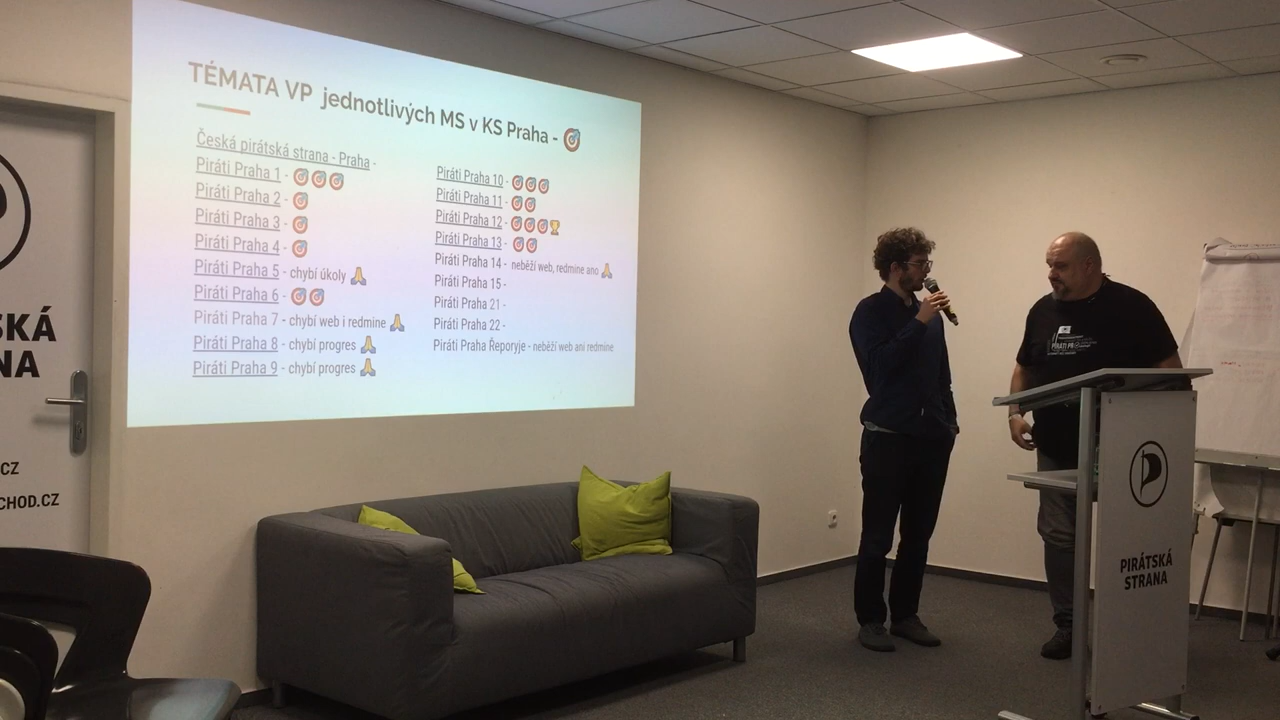 TÉMATA VP jednotlivých MS v KS Praha - 🎯
Česká pirátská strana - Praha -
Piráti Praha 1 - 🎯🎯🎯
Piráti Praha 2 - 🎯
Piráti Praha 3 - 🎯
Piráti Praha 4 - 🎯
Piráti Praha 5 - chybí úkoly 🙏
Piráti Praha 6 - 🎯🎯
Piráti Praha 7 - chybí web i redmine 🙏
Piráti Praha 8 - chybí progres 🙏
Piráti Praha 9 - chybí progres 🙏
Piráti Praha 10 - 🎯🎯🎯
Piráti Praha 11 - 🎯🎯
Piráti Praha 12 - 🎯🎯🎯🏆
Piráti Praha 13 - 🎯🎯
Piráti Praha 14 - neběží web, redmine ano 🙏
Piráti Praha 15 -
Piráti Praha 21 -
Piráti Praha 22 -
Piráti Praha Řeporyje - neběží web ani redmine
SKÁ
NA
.CZ
CHOD.CZ
PIRÁTI PR
PIRÁTSKÁ
STRANA